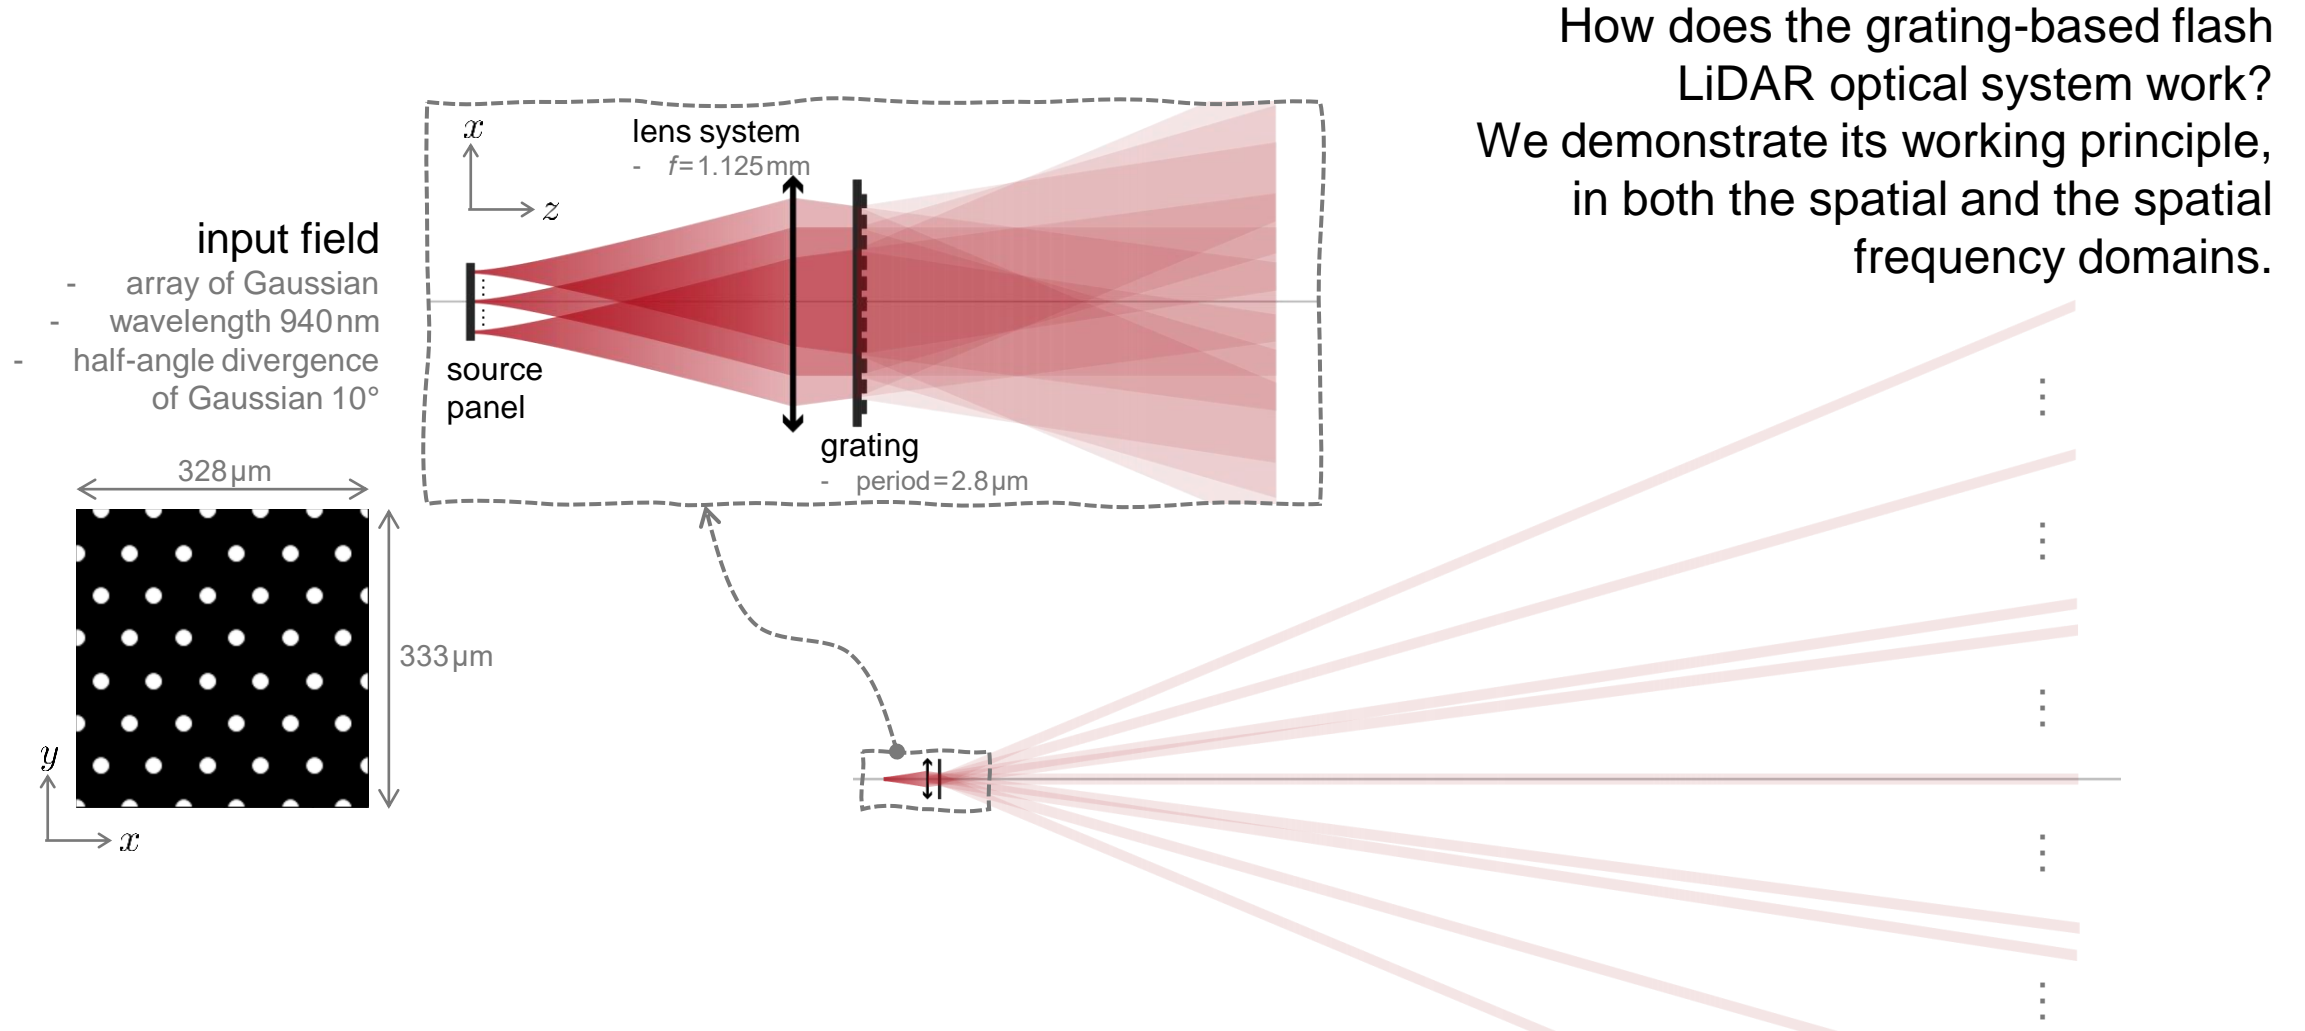 How does the grating-based flash
LiDAR optical system work?
We demonstrate its working principle,
in both the spatial and the spatial
frequency domains.
x
z
lens system
- f=1.125mm
input field
- array of Gaussian
- wavelength 940nm
- half-angle divergence
of Gaussian 10°
source
panel
grating
- period=2.8µm
328µm
333µm
y
x